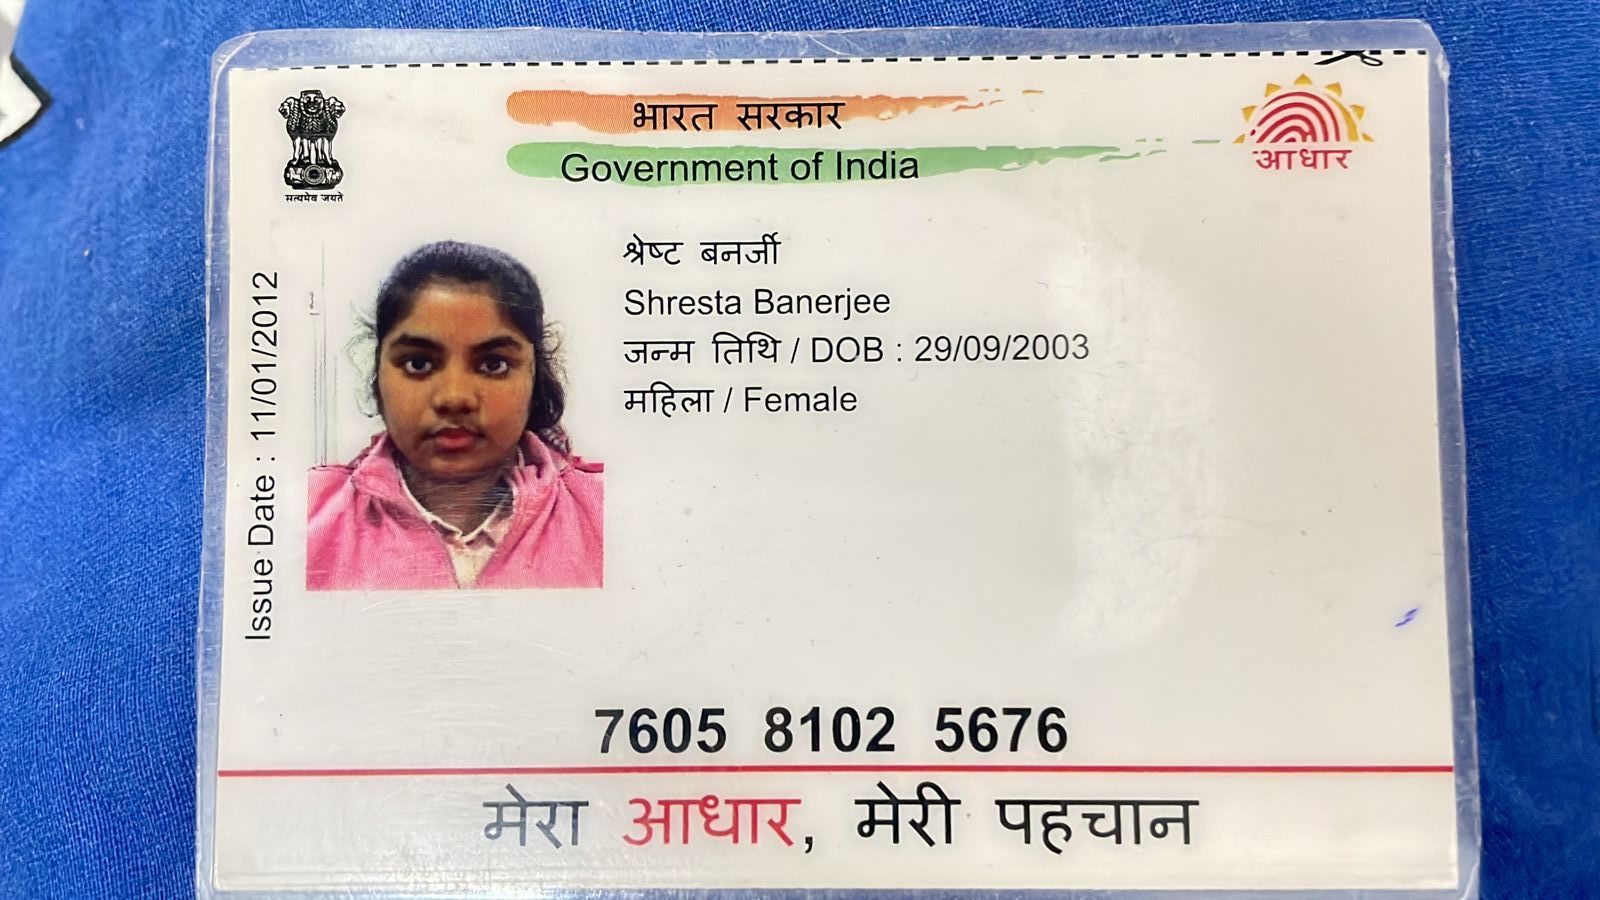 भारत सरकार
Government of India
सत्यमेव जयते
आधार
Issue Date : 11/01/2012
श्रेष्ट बनर्जी
Shresta Banerjee
जन्म तिथि / DOB : 29/09/2003
महिला / Female
7605 8102 5676
मेरा आधार, मेरी पहचान